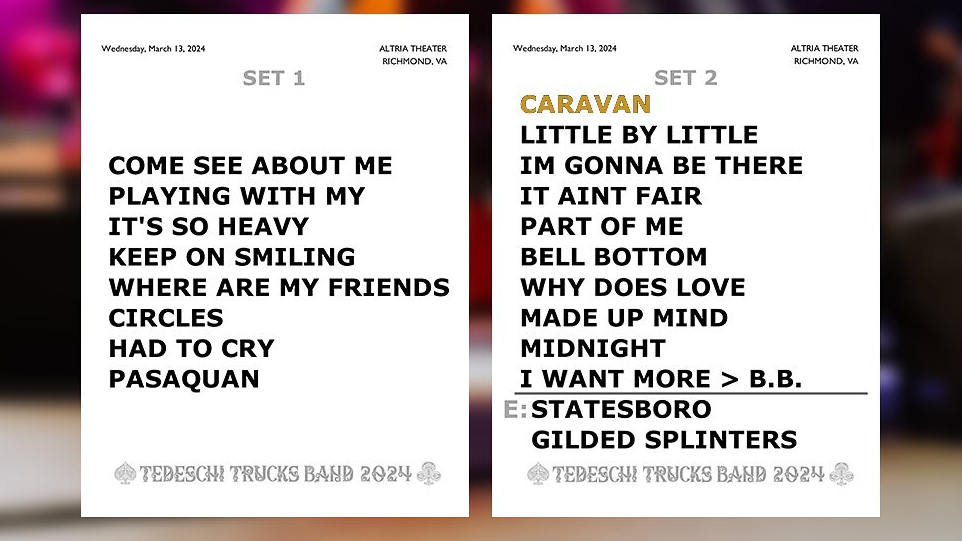 Wednesday, March 13, 2024
ALTRIA THEATER
RICHMOND, VA
SET 1
COME SEE ABOUT ME
PLAYING WITH MY
IT'S SO HEAVY
KEEP ON SMILING
WHERE ARE MY FRIENDS
CIRCLES
HAD TO CRY
PASAQUAN
TEDESCHI TRUCKS BAND 2024
Wednesday, March 13, 2024
ALTRIA THEATER
RICHMOND, VA
SET 2
CARAVAN
LITTLE BY LITTLE
IM GONNA BE THERE
IT AINT FAIR
PART OF ME
BELL BOTTOM
WHY DOES LOVE
MADE UP MIND
MIDNIGHT
I WANT MORE > B.B.
E: STATESBORO
GILDED SPLINTERS
TEDESCHI TRUCKS BAND 2024